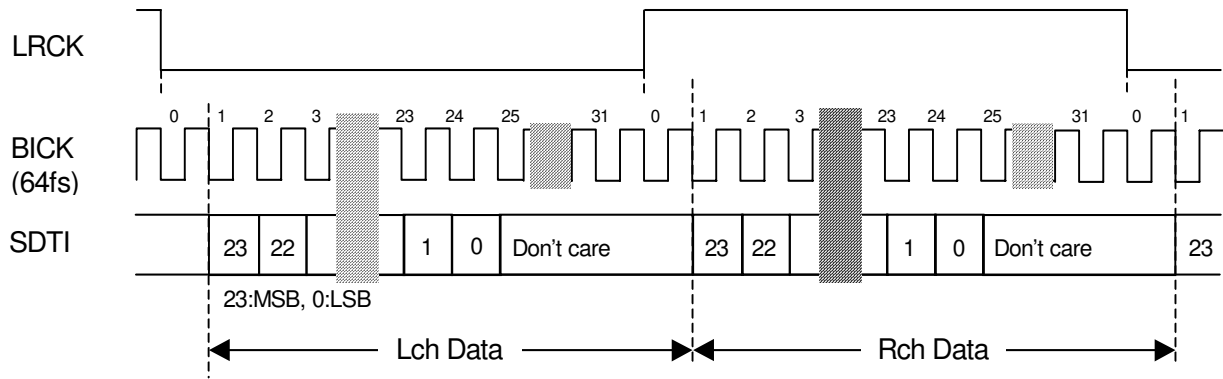 LRCK
0 1 2 3 23 24 25 31 0 1 2 3 23 24 25 31 0 1
BICK
(64fs)
SDTI 23 22 1 0 Don't care 23 22 1 0 Don't care 23
23:MSB, 0:LSB
Lch Data Rch Data